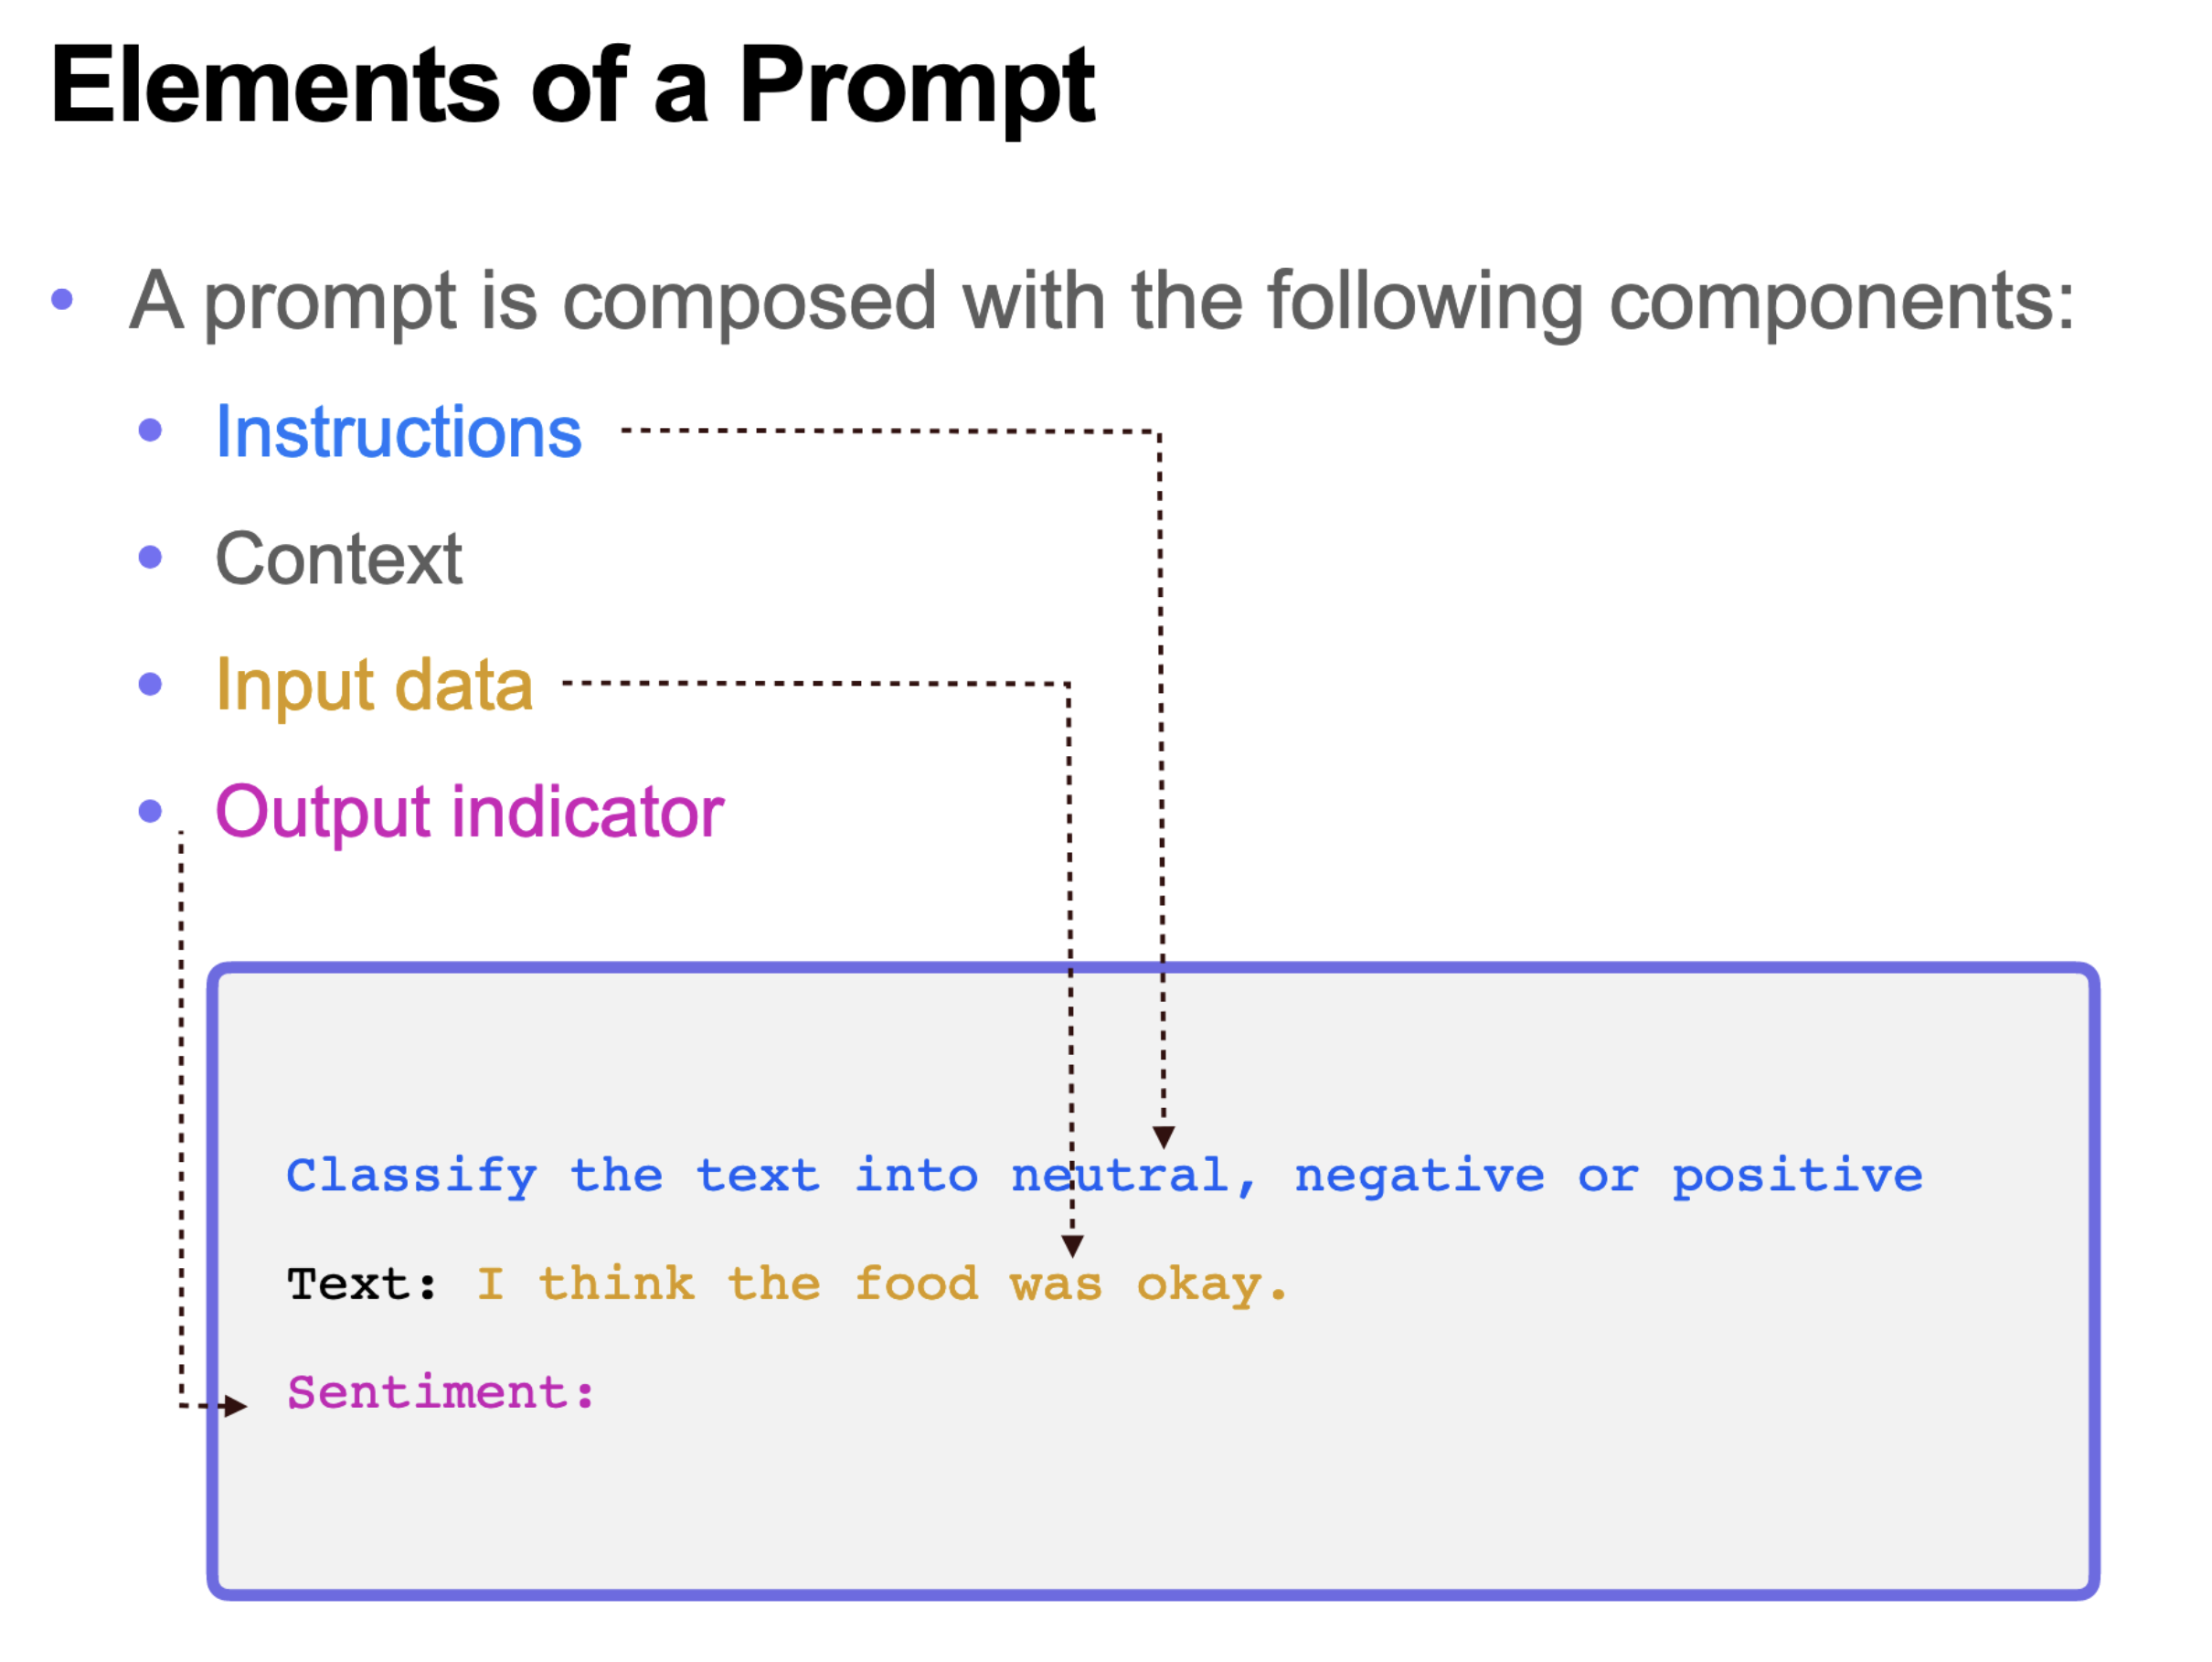 Elements of a Prompt
• A prompt is composed with the following components:
• Instructions
• Context
• Input data
• Output indicator
Classify the text into neutral, negative or positive
Text: I think the food was okay.
Sentiment: